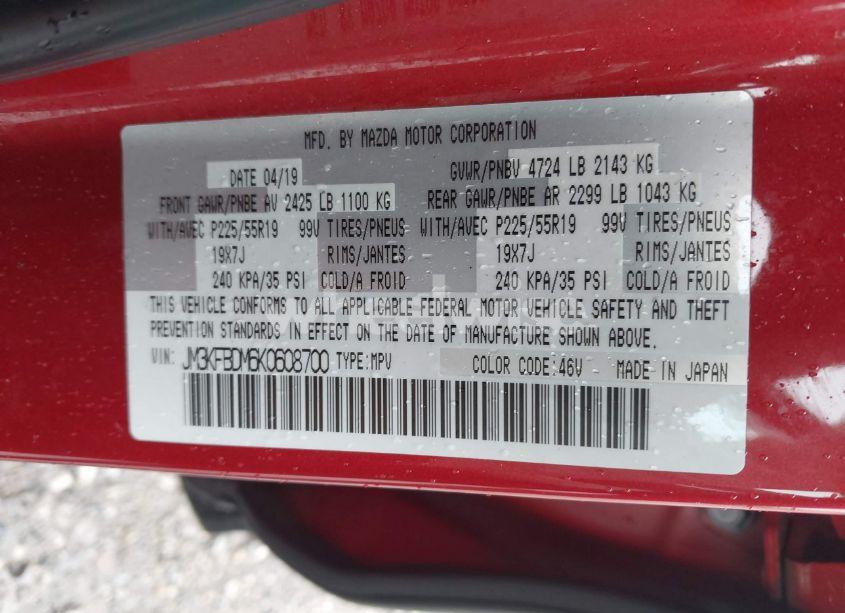 MFD. BY MAZDA MOTOR CORPORATION
DATE 04/19 GVWR/PNBV 4724 LB 2143 KG
FRONT GAWR/PNBE AV 2425 LB 1100 KG REAR GAWR/PNBE AR 2299 LB 1043 KG
WITH/AVEC P225/55R19 99V TIRES/PNEUS WITH/AVEC P225/55R19 99V TIRES/PNEUS
19X7J RIMS/JANTES 19X7J RIMS/JANTES
240 KPA/35 PSI COLD/A FROID 240 KPA/35 PSI COLD/A FROID
THIS VEHICLE CONFORMS TO ALL APPLICABLE FEDERAL MOTOR VEHICLE SAFETY AND THEFT
PREVENTION STANDARDS IN EFFECT ON THE DATE OF MANUFACTURE SHOWN ABOVE.
VIN: JM3KFBDM6K0608700 TYPE:MPV COLOR CODE:46V MADE IN JAPAN